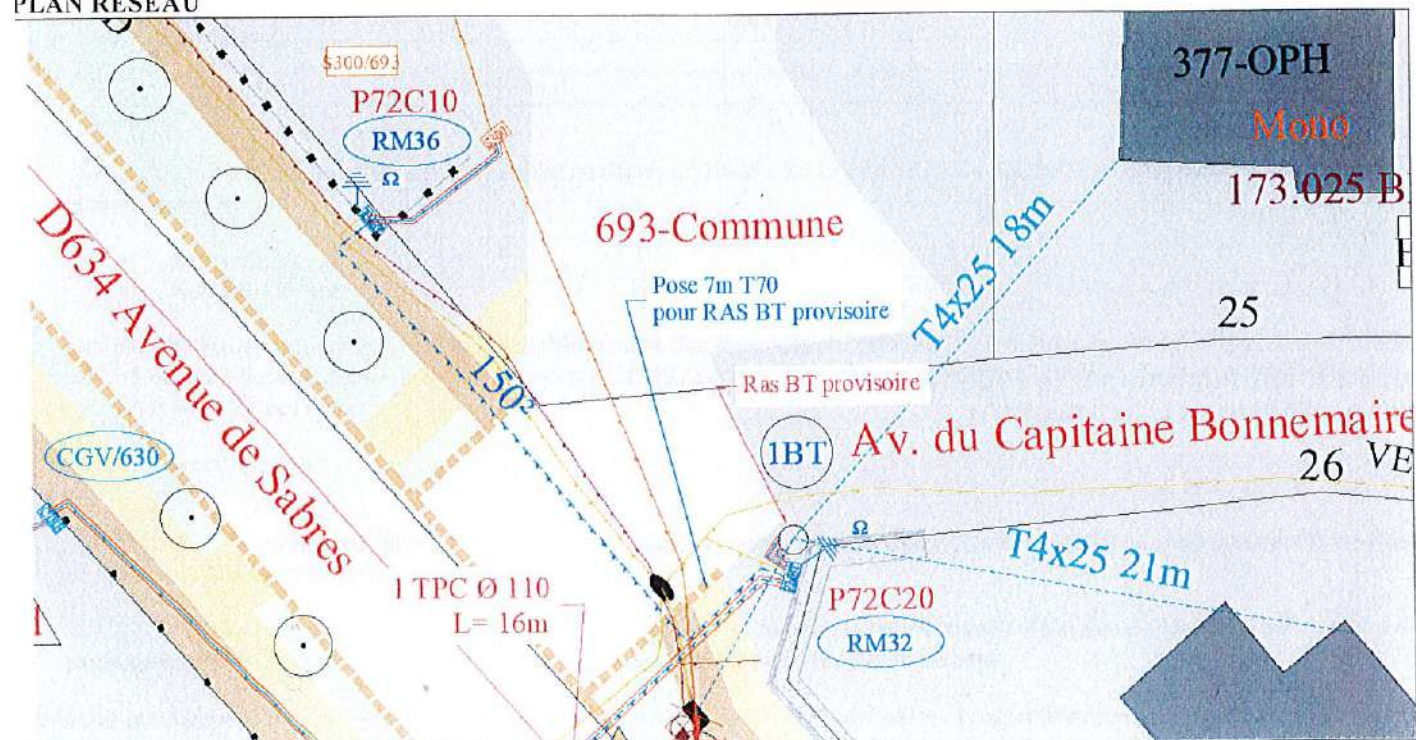 PLAN RESEAU
S300/693
P72C10
RM36
Ω
377-OPH
Mono
173.025 B
693-Commune
T4x25 18m
Pose 7m T70
pour RAS BT provisoire
25
D634 Avenue de Sabres
150²
Ras BT provisoire
1BT
Av. du Capitaine Bonnemaire
26
VE
CGV/630
Ω
T4x25 21m
1 TPC Ø 110
L= 16m
P72C20
RM32